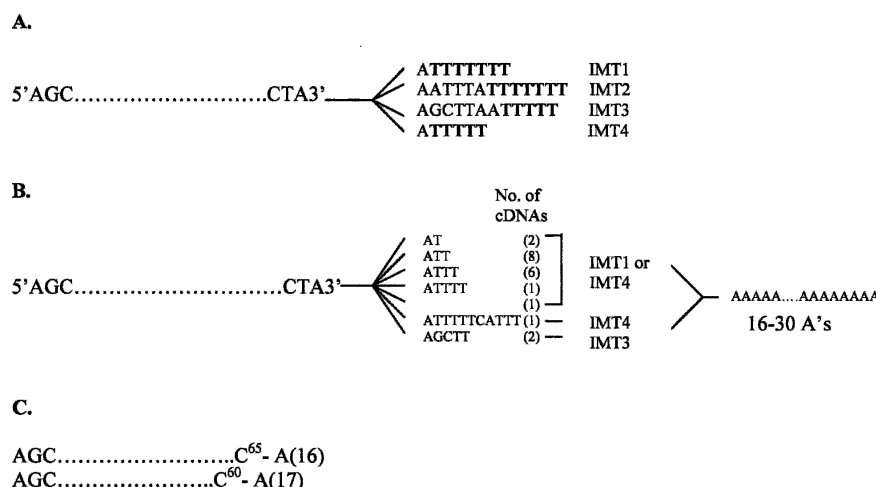 A.
ATTTTTTT IMT1
5'AGC..............................CTA3' AATTTATTTTTTT IMT2
AGCTTAATTTTT IMT3
ATTTTT IMT4
B.
No. of
cDNAs
AT (2)
ATT (8)
ATTT (6)
ATTTT (1)
(1)
IMT1 or
IMT4
5'AGC................................CTA3'
ATTTTTCATTT (1) IMT4
AGCTT (2) IMT3
AAAAA....AAAAAAAA
16-30 A's
C.
AGC...........................C⁶⁵- A(16)
AGC........................C⁶⁰- A(17)